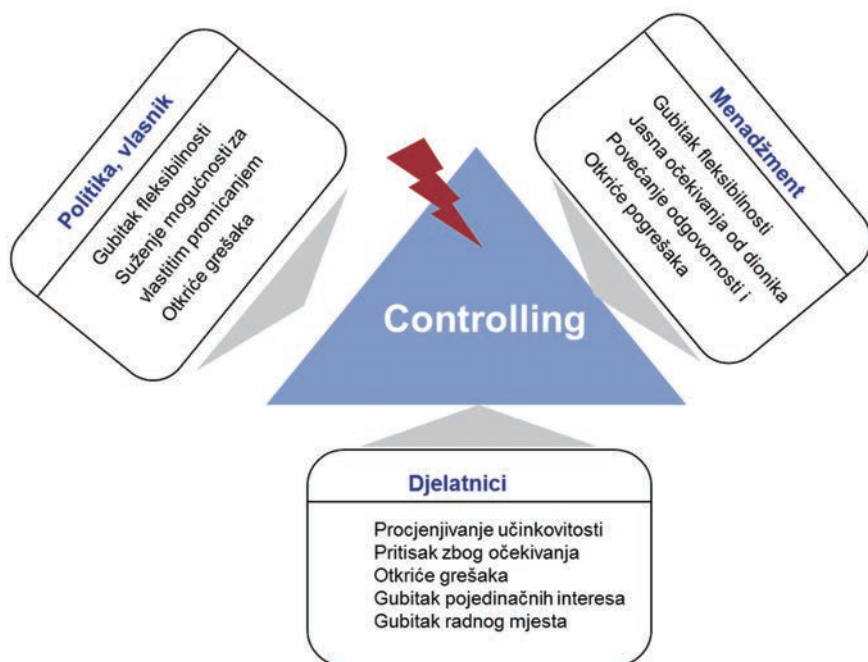 Politika, vlasnik
Gubitak fleksibilnosti
Suženje mogućnosti za
vlastitim promicanjem
Otkriće grešaka
Menadžment
Gubitak fleksibilnosti
Jasna očekivanja od dionika
Povećanje odgovornosti i
Otkriće pogrešaka
Controlling
Djelatnici
Procjenjivanje učinkovitosti
Pritisak zbog očekivanja
Otkriće grešaka
Gubitak pojedinačnih interesa
Gubitak radnog mjesta